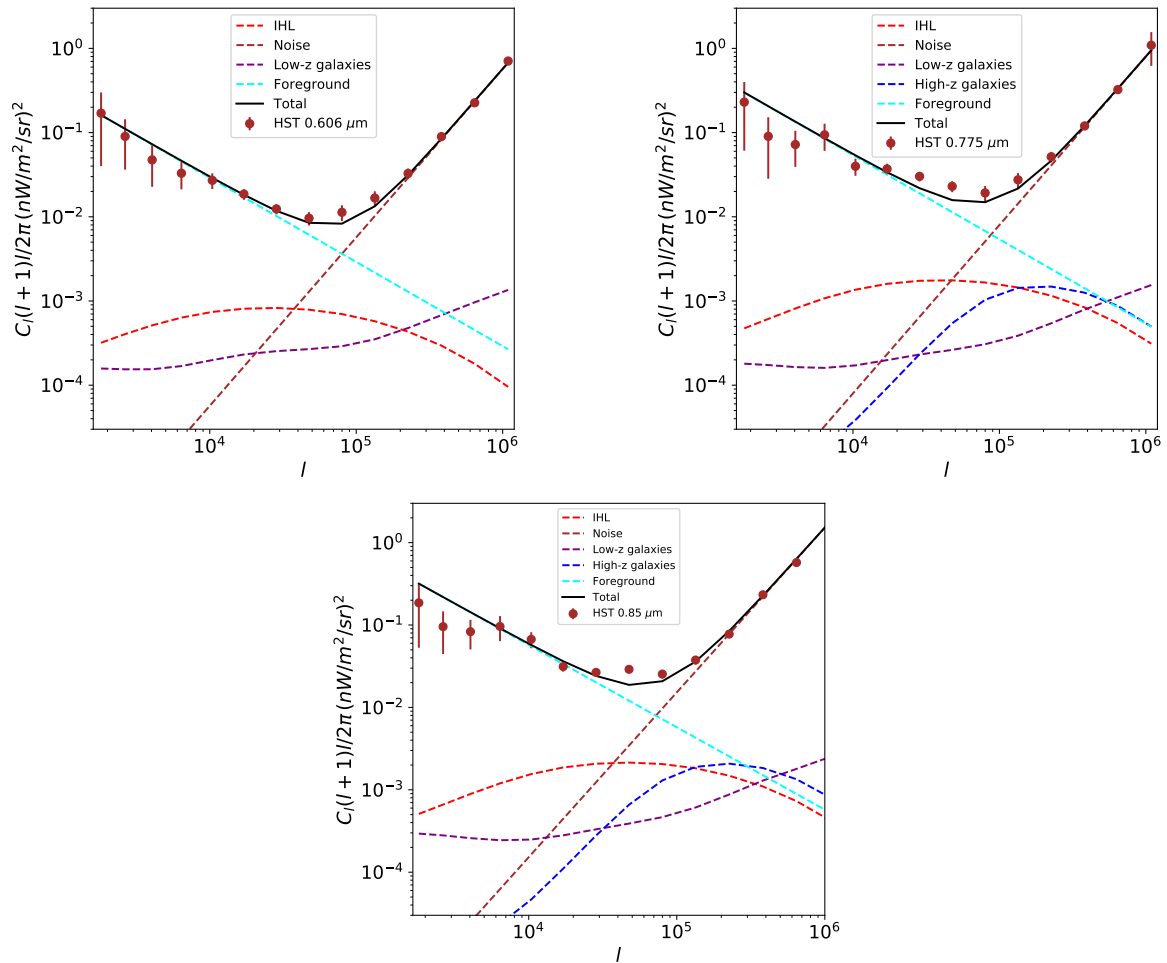 IHL
Noise
Low-z galaxies
Foreground
Total
HST 0.606 μm
10⁰
10⁻¹
10⁻²
10⁻³
10⁻⁴
C_l(l + 1)l/2π (nW/m²/sr)²
10⁴
10⁵
10⁶
l
IHL
Noise
Low-z galaxies
High-z galaxies
Foreground
Total
HST 0.775 μm
10⁰
10⁻¹
10⁻²
10⁻³
10⁻⁴
C_l(l + 1)l/2π (nW/m²/sr)²
10⁴
10⁵
10⁶
l
IHL
Noise
Low-z galaxies
High-z galaxies
Foreground
Total
HST 0.85 μm
10⁰
10⁻¹
10⁻²
10⁻³
10⁻⁴
C_l(l + 1)l/2π (nW/m²/sr)²
10⁴
10⁵
10⁶
l